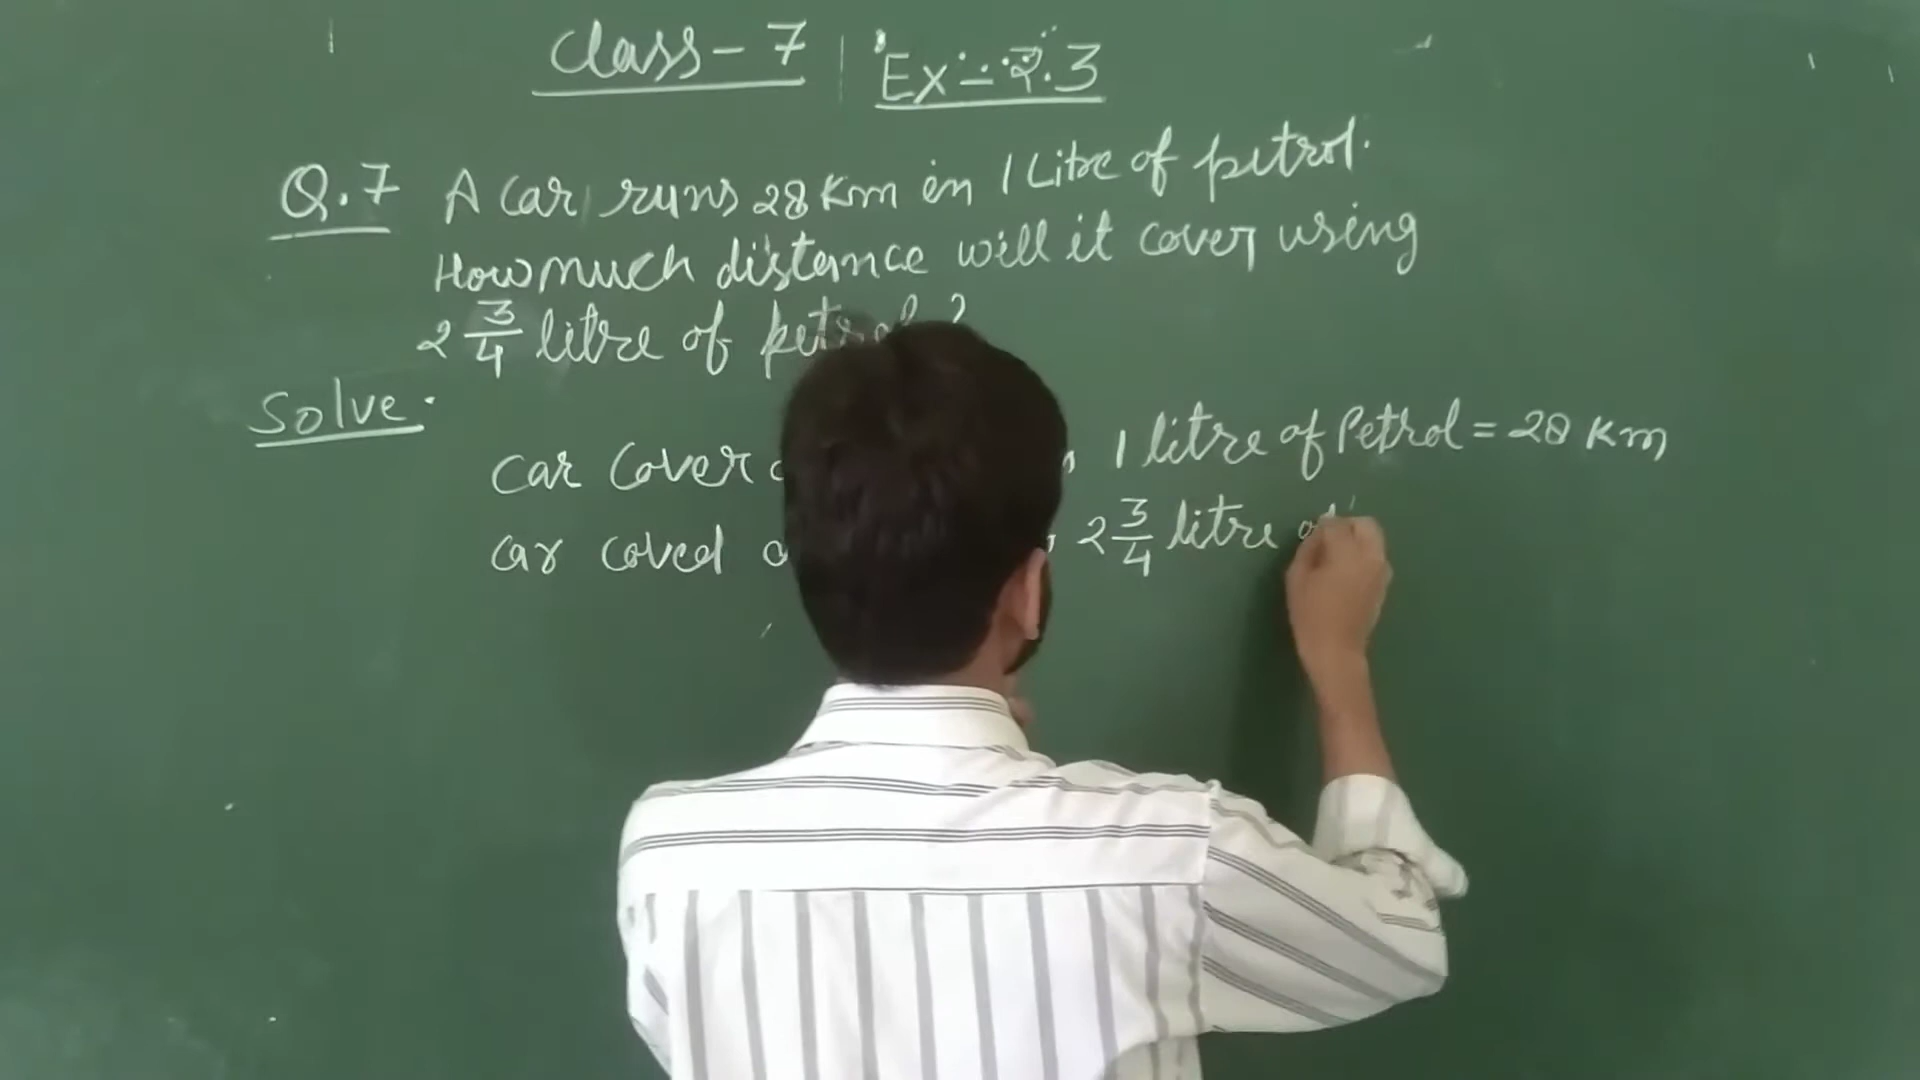 Class-7 | Ex-2.3
Q.7 A Car runs 28 Km in 1 Litre of petrol.
How much distance will it cover using
2 3/4 litre of petrol ?
Solve.
Car Cover 1 litre of Petrol = 28 Km
Car coved 2 3/4 litre